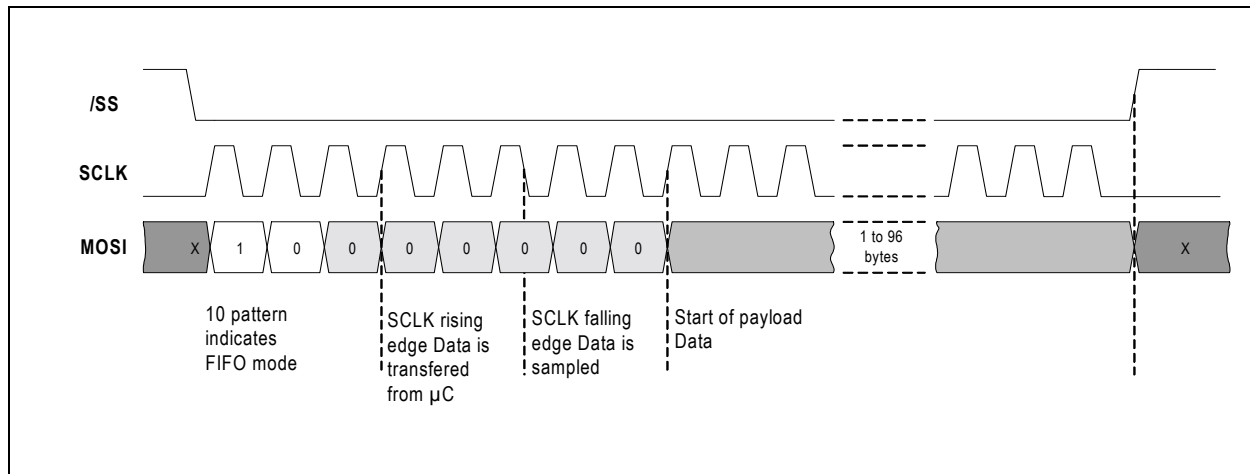 /SS
SCLK
MOSI
X 1 0 0 0 0 0 0 0
1 to 96
bytes
X
10 pattern
indicates
FIFO mode
SCLK rising
edge Data is
transfered
from µC
SCLK falling
edge Data is
sampled
Start of payload
Data